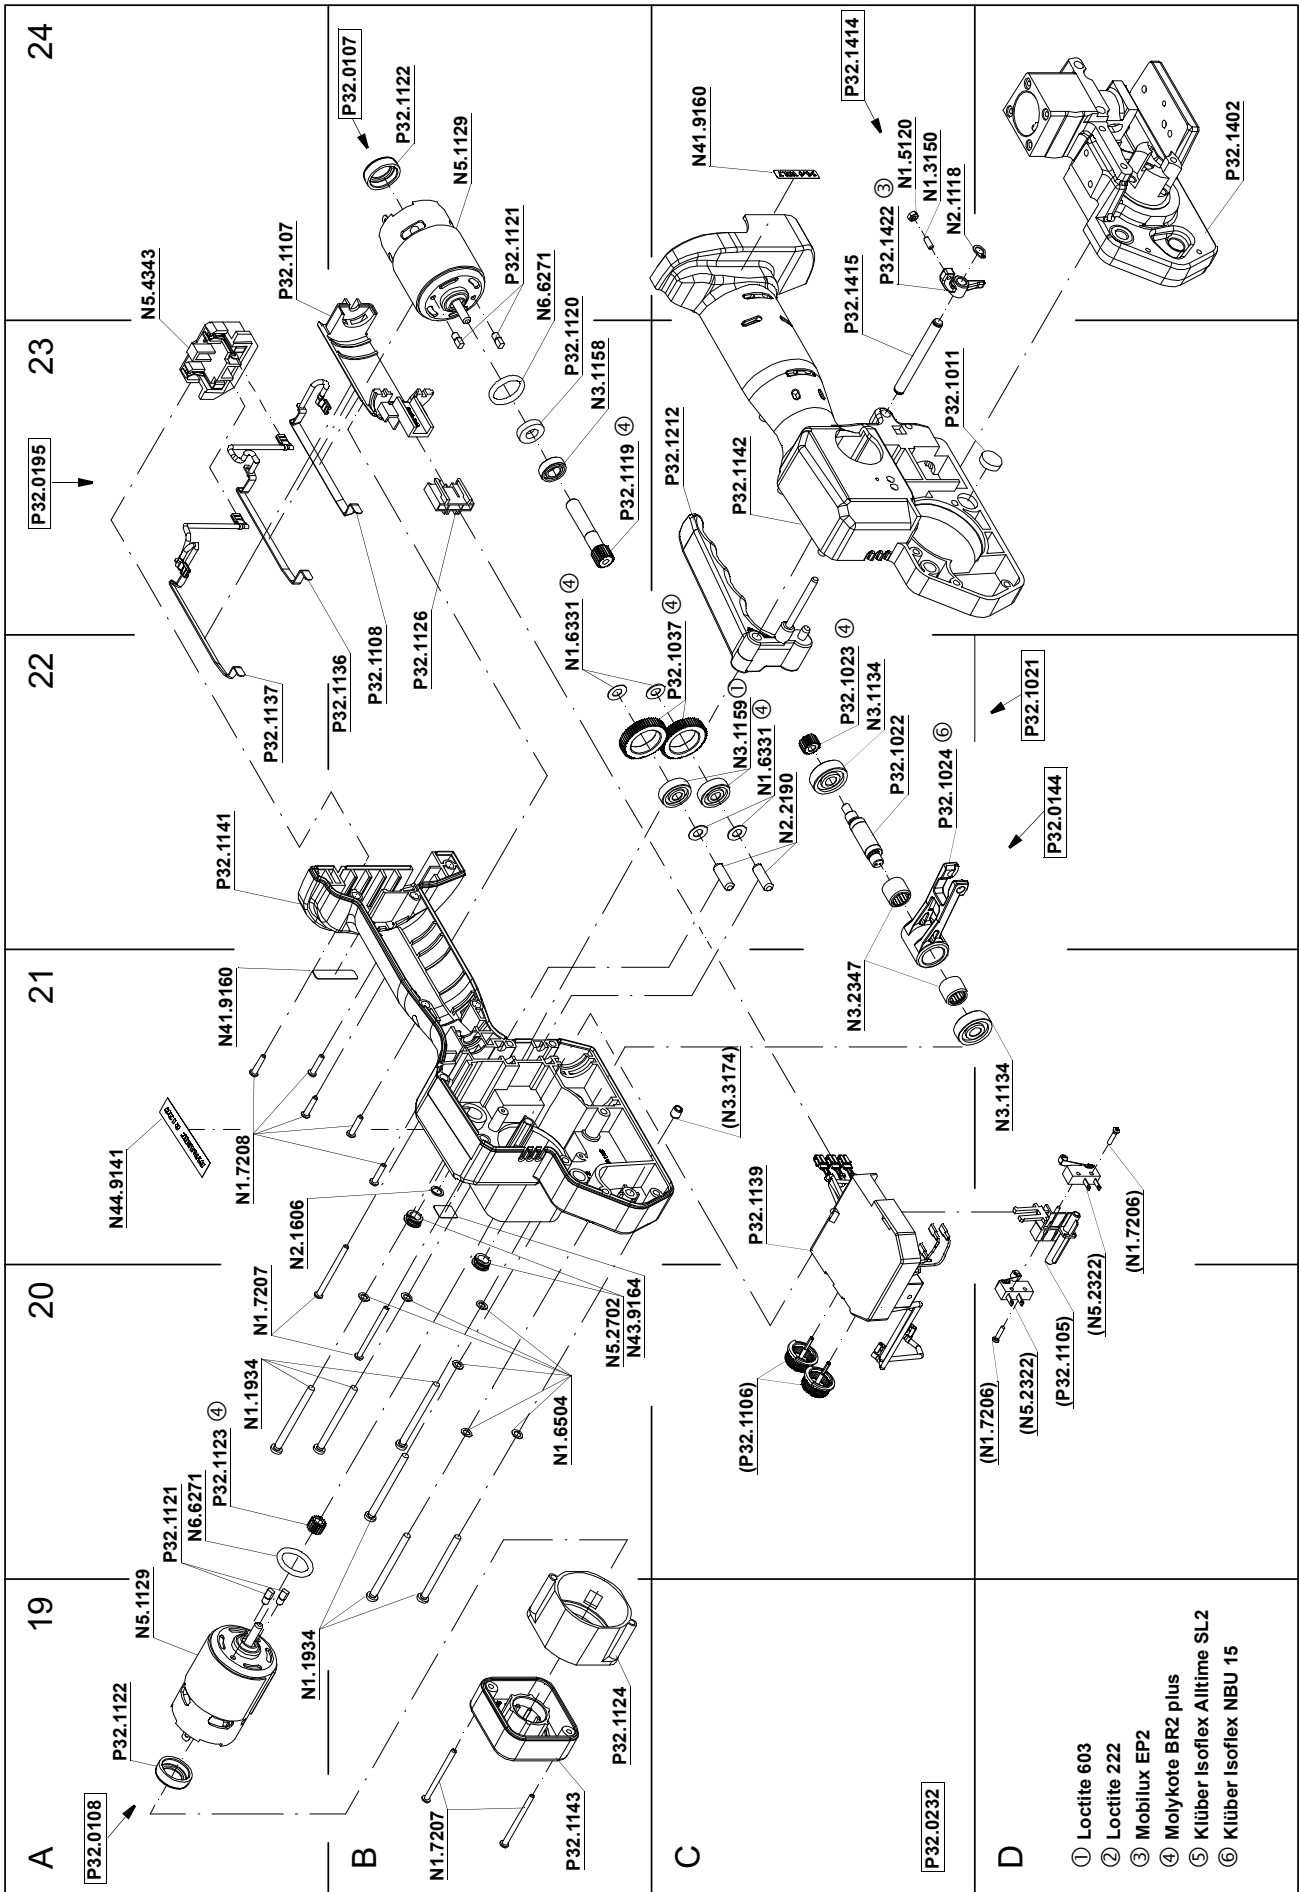 24
23
22
21
20
19
A
B
C
D
P32.0107
P32.1122
N5.1129
P32.1107
N5.4343
P32.1121
N6.6271
P32.1120
N3.1158
P32.1119 ④
P32.0195
P32.1126
P32.1108
P32.1136
P32.1137
P32.1414
N41.9160
N1.5120
N1.3150
N2.1118
P32.1422 ③
P32.1415
P32.1402
P32.1011
P32.1212
P32.1142
N1.6331 ④
P32.1037 ④
N3.1159 ①
N1.6331 ④
N2.2190
P32.1023 ④
N3.1134
P32.1022
P32.1024 ⑥
P32.1021
P32.0144
P32.1141
N41.9160
N44.9141
N1.7208
N2.1606
N1.7207
N1.1934
P32.1123 ④
N6.6271
P32.1121
N5.1129
P32.1122
P32.0108
N5.2702
N43.9164
N1.6504
N1.1934
(N3.3174)
N3.2347
N3.1134
P32.1139
(P32.1106)
(N1.7206)
(N5.2322)
(P32.1105)
(N5.2322)
(N1.7206)
P32.1124
P32.1143
N1.7207
P32.0232
① Loctite 603
② Loctite 222
③ Mobilux EP2
④ Molykote BR2 plus
⑤ Klüber Isoflex Alltime SL2
⑥ Klüber Isoflex NBU 15